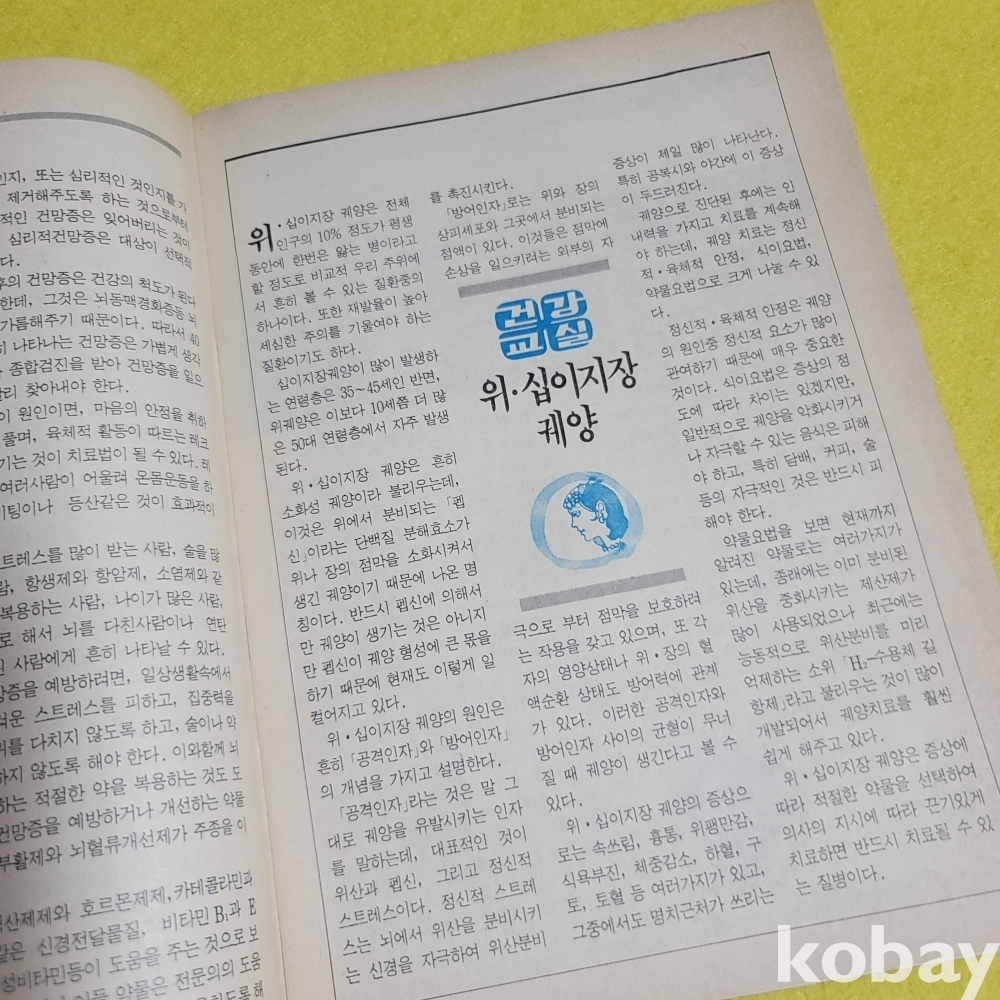 인지, 또는 심리적인 것인지를 가
제거해주도록 하는 것으로부터
적인 건망증은 잊어버리는 것이
심리적건망증은 대상이 선택적
다.
후의 건망증은 건강의 척도가 된다
한데, 그것은 뇌동맥경화증등 뇌
가름해주기 때문이다. 따라서 40
히 나타나는 건망증은 가볍게 생각
종합검진을 받아 건망증을 일으
찾아내야 한다.
이 원인이면, 마음의 안정을 취하
풀며, 육체적 활동이 따르는 레크
기는 것이 치료법이 될 수 있다. 레
여러사람이 어울려 온몸운동을 하
이팅이나 등산같은 것이 효과적이
스트레스를 많이 받는 사람, 술을 많
람, 항생제와 항암제, 소염제와 같
복용하는 사람, 나이가 많은 사람,
로 해서 뇌를 다친사람이나 연탄
사람에게 흔히 나타날 수 있다.
망증을 예방하려면, 일상생활속에서
스트레스를 피하고, 집중력을
위를 다치지 않도록 하고, 술이나 약
하지 않도록 해야 한다. 이와함께 뇌
하는 적절한 약을 복용하는 것도 도
건망증을 예방하거나 개선하는 약물
부활제와 뇌혈류개선제가 주종을 이
산제제와 호르몬제제, 카테콜라민과
같은 신경전달물질, 비타민 B₁과 E
성비타민등이 도움을 주는 것으로 보
약물은 전문의의 도움
위·십이지장 궤양은 전체
인구의 10% 정도가 평생
동안에 한번은 앓는 병이라고
할 정도로 비교적 우리 주위에
서 흔히 볼 수 있는 질환중의
하나이다. 또한 재발율이 높아
세심한 주의를 기울여야 하는
질환이기도 하다.
십이지장궤양이 많이 발생하
는 연령층은 35~45세인 반면,
위궤양은 이보다 10세쯤 더 많
은 50대 연령층에서 자주 발생
된다.
위·십이지장 궤양은 흔히
소화성 궤양이라 불리우는데,
이것은 위에서 분비되는 「펩
신」이라는 단백질 분해효소가
위나 장의 점막을 소화시켜서
생긴 궤양이기 때문에 나온 명
칭이다. 반드시 펩신에 의해서
만 궤양이 생기는 것은 아니지
만 펩신이 궤양 형성에 큰 몫을
하기 때문에 현재도 이렇게 일
컬어지고 있다.
위·십이지장 궤양의 원인은
흔히 「공격인자」와 「방어인자」
의 개념을 가지고 설명한다.
「공격인자」라는 것은 말 그
대로 궤양을 유발시키는 인자
를 말하는데, 대표적인 것이
위산과 펩신, 그리고 정신적
스트레스이다. 정신적 스트레
스는 뇌에서 위산을 분비시키
는 신경을 자극하여 위산분비
를 촉진시킨다.
「방어인자」로는 위와 장의
상피세포와 그곳에서 분비되는
점액이 있다. 이것들은 점막에
손상을 일으키려는 외부의 자
건강
교실
위·십이지장
궤양
극으로 부터 점막을 보호하려
는 작용을 갖고 있으며, 또 각
자의 영양상태나 위·장의 혈
액순환 상태도 방어력에 관계
가 있다. 이러한 공격인자와
방어인자 사이의 균형이 무너
질 때 궤양이 생긴다고 볼 수
있다.
위·십이지장 궤양의 증상으
로는 속쓰림, 흉통, 위팽만감,
식욕부진, 체중감소, 하혈, 구
토, 토혈 등 여러가지가 있고,
그중에서도 명치근처가 쓰리는
증상이 제일 많이 나타난다.
특히 공복시와 야간에 이 증상
이 두드러진다.
궤양으로 진단된 후에는 인
내력을 가지고 치료를 계속해
야 하는데, 궤양 치료는 정신
적·육체적 안정, 식이요법,
약물요법으로 크게 나눌 수 있
다.
정신적·육체적 안정은 궤양
의 원인중 정신적 요소가 많이
관여하기 때문에 매우 중요한
것이다. 식이요법은 증상의 정
도에 따라 차이는 있겠지만,
일반적으로 궤양을 악화시키거
나 자극할 수 있는 음식은 피해
야 하고, 특히 담배, 커피, 술
등의 자극적인 것은 반드시 피
해야 한다.
약물요법을 보면 현재까지
알려진 약물로는 여러가지가
있는데, 종래에는 이미 분비된
위산을 중화시키는 제산제가
많이 사용되었으나 최근에는
능동적으로 위산분비를 미리
억제하는 소위 「H₂-수용체 길
항제」라고 불리우는 것이 많이
개발되어서 궤양치료를 훨씬
쉽게 해주고 있다.
위·십이지장 궤양은 증상에
따라 적절한 약물을 선택하여
의사의 지시에 따라 끈기있게
치료하면 반드시 치료될 수 있
는 질병이다.
kobay